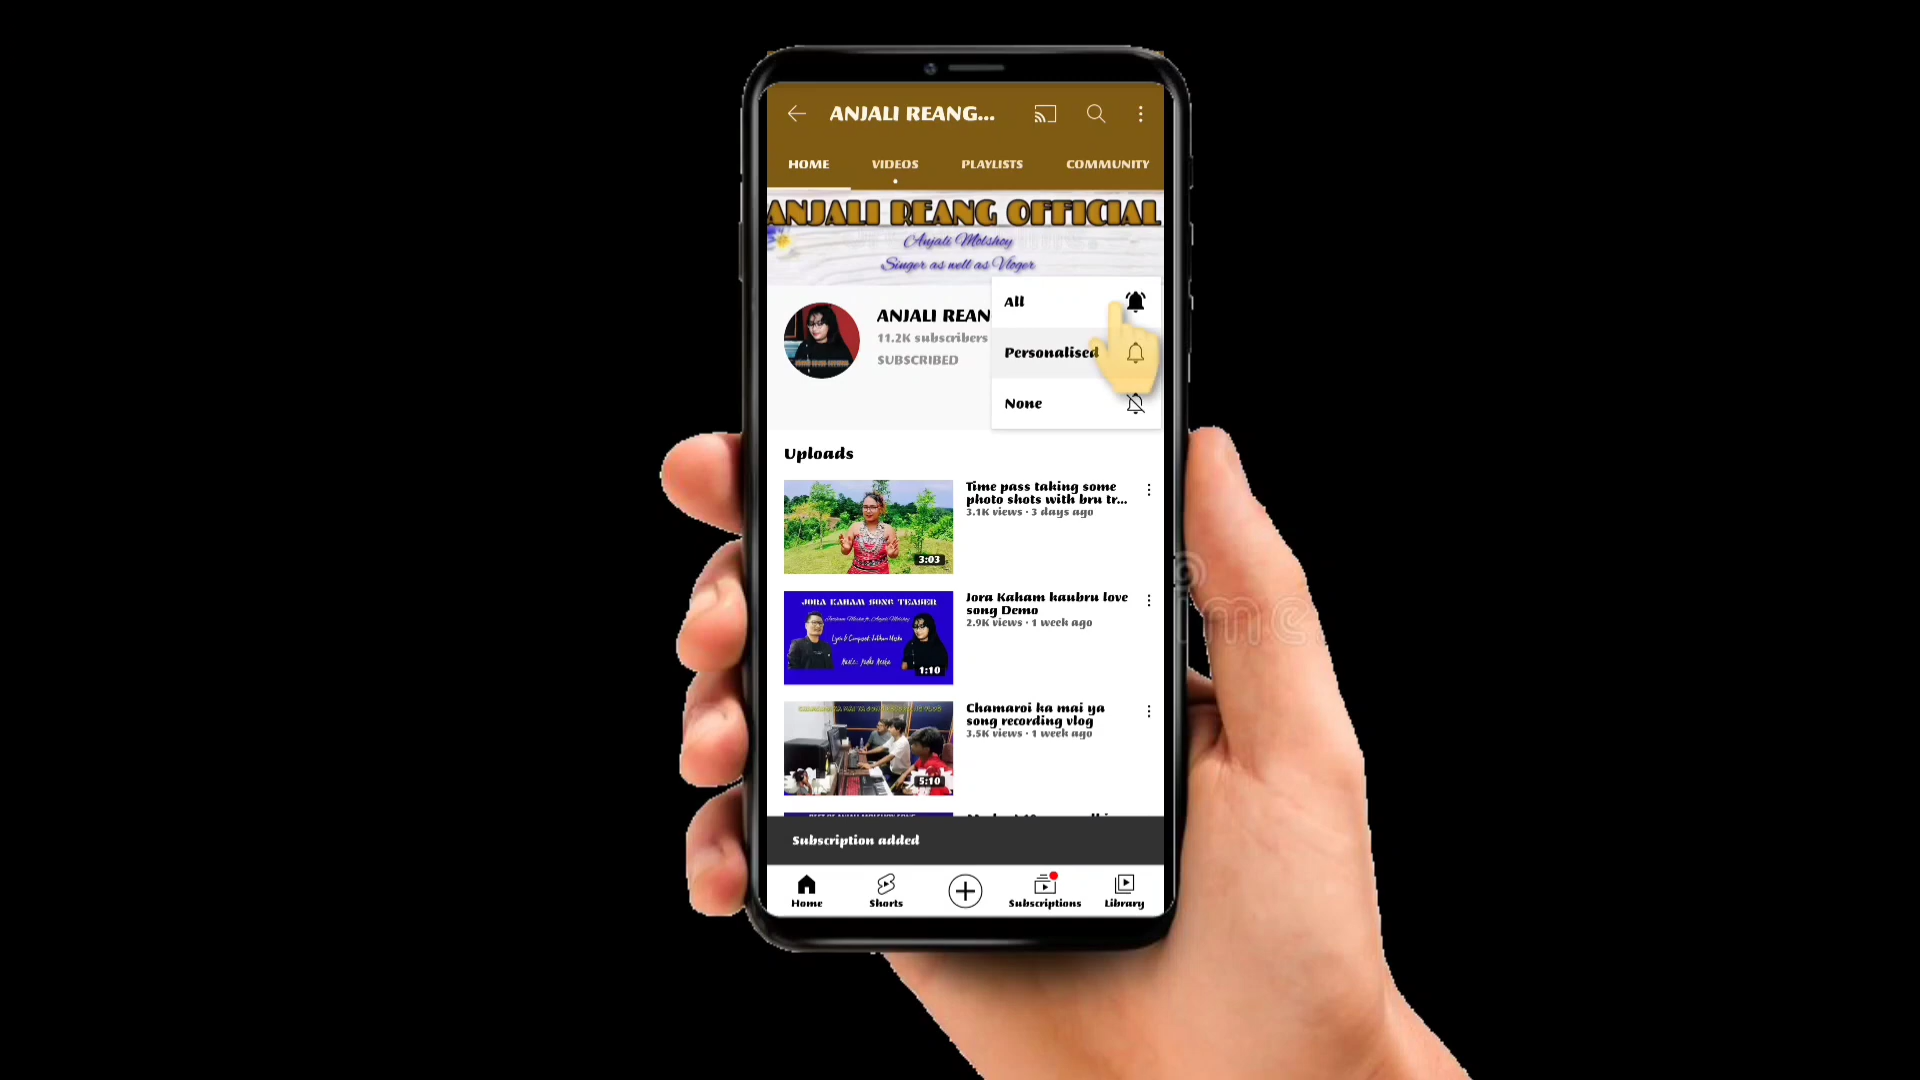 ANJALI REANG...
HOME
VIDEOS
PLAYLISTS
COMMUNITY
ANJALI REANG OFFICIAL
Anjali Molshoy
Singer as well as Vloger
All
ANJALI REAN
11.2K subscribers
Personalised
SUBSCRIBED
None
Uploads
Time pass taking some
photo shots with bru tr...
3.1K views · 3 days ago
3:03
JORA KAHAM SONG TEASER
Jora Kaham kaubru love
song Demo
2.9K views · 1 week ago
1:10
Chamaroi ka mai ya
song recording vlog
3.5K views · 1 week ago
5:10
Subscription added
Home
Shorts
Subscriptions
Library